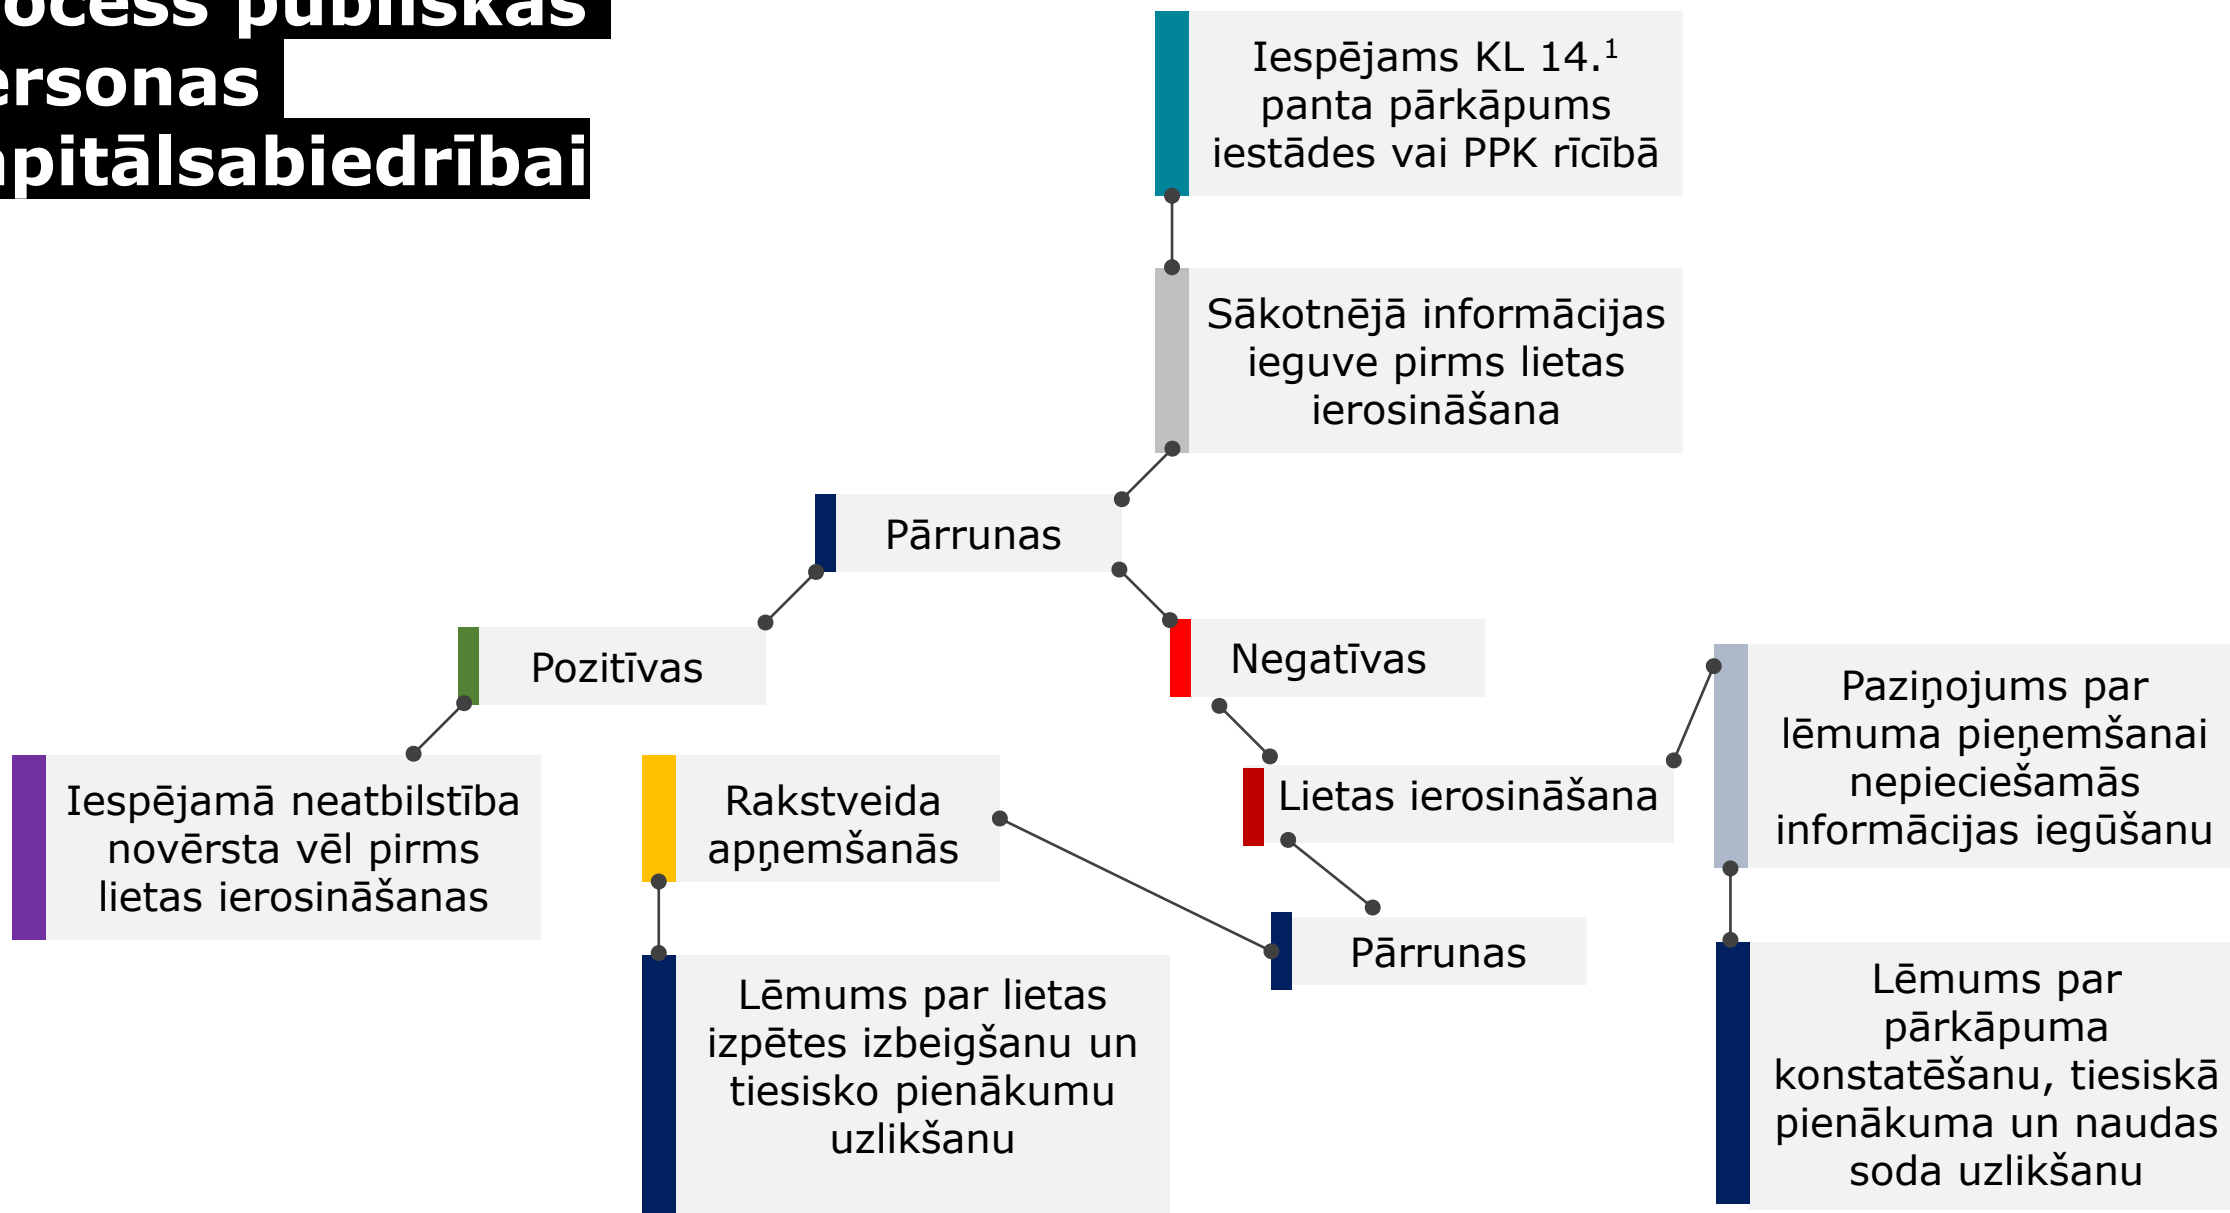 publiskas
Iespējams KL 14.¹
panta pārkāpums
iestādes vai PPK rīcībā
Sākotnējā informācijas
ieguve pirms lietas
ierosināšana
Pārrunas
Pozitīvas
Negatīvas
Iespējamā neatbilstība
novērsta vēl pirms
lietas ierosināšanas
Rakstveida
apņemšanās
Lietas ierosināšana
Paziņojums par
lēmuma pieņemšanai
nepieciešamās
informācijas iegūšanu
Pārrunas
Lēmums par lietas
izpētes izbeigšanu un
tiesisko pienākumu
uzlikšanu
Lēmums par
pārkāpuma
konstatēšanu, tiesiskā
pienākuma un naudas
soda uzlikšanu